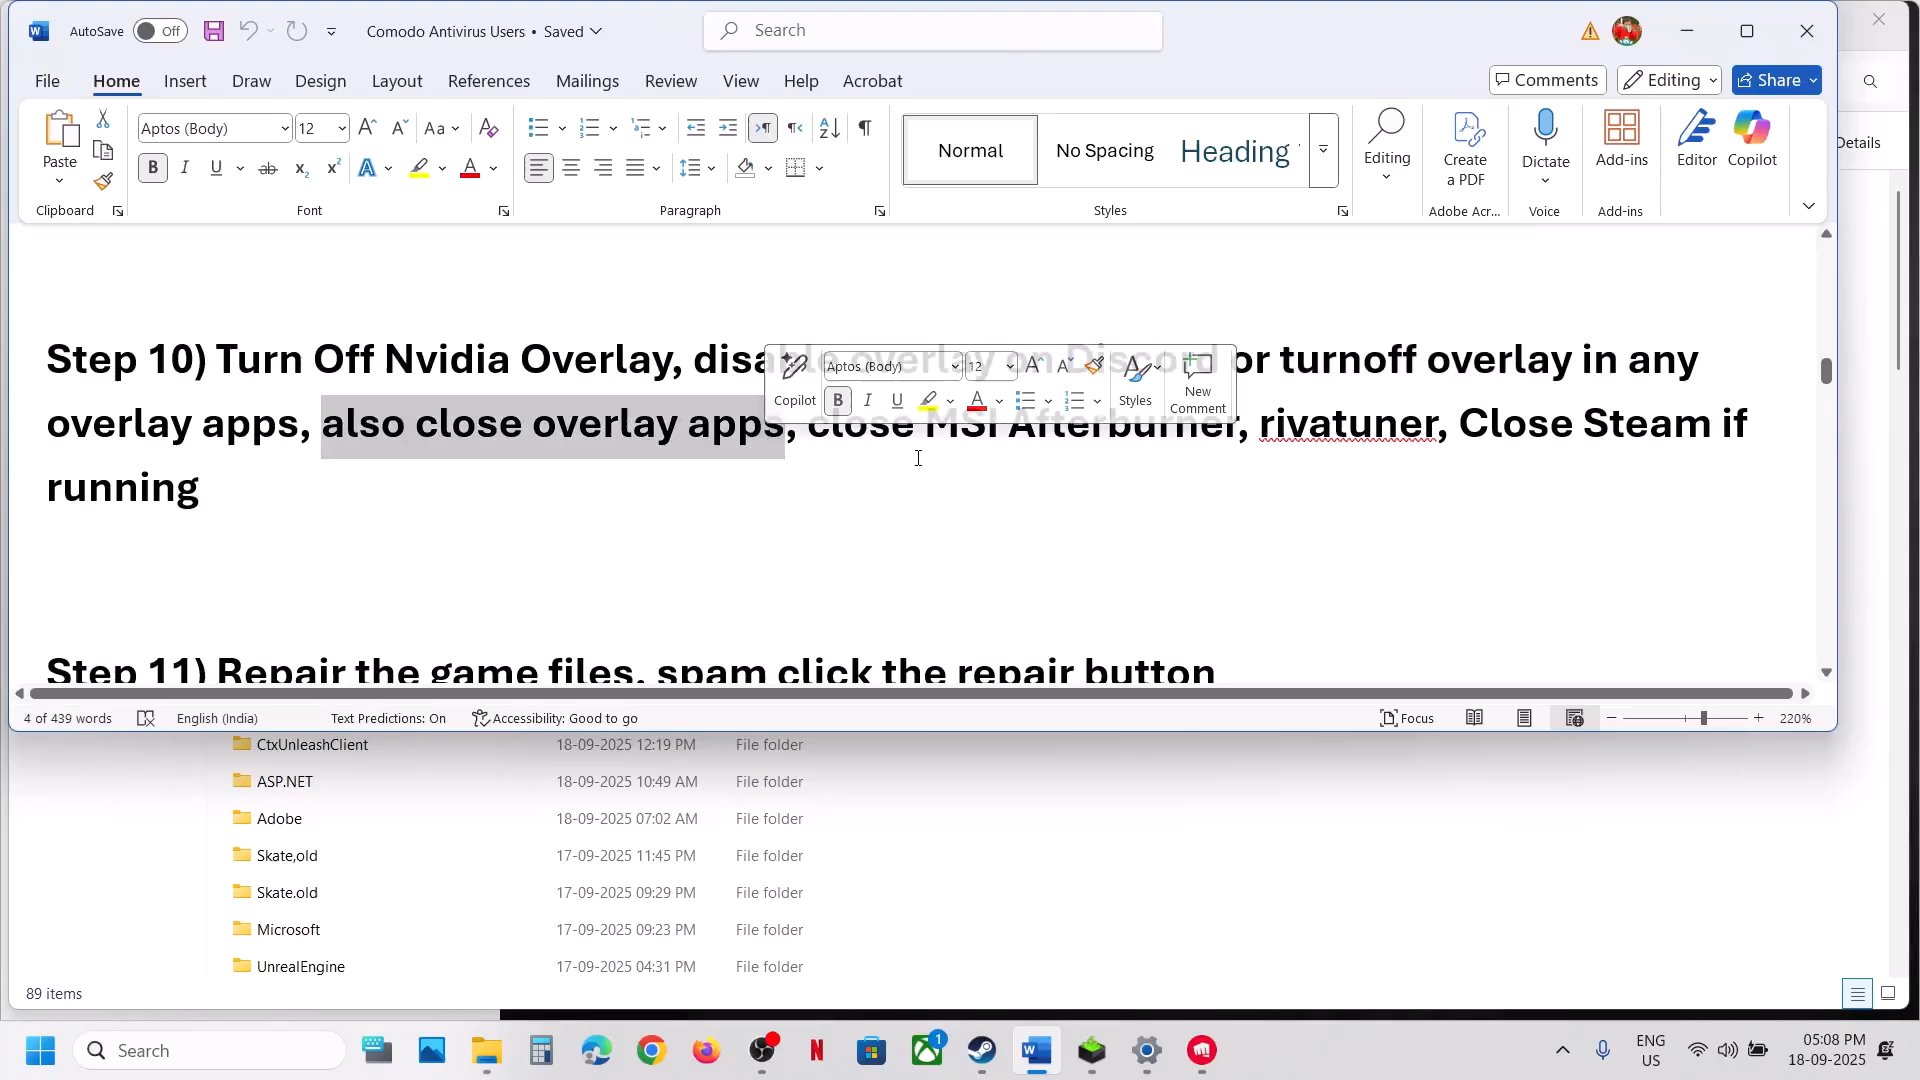 AutoSave Off Comodo Antivirus Users • Saved Search
File Home Insert Draw Design Layout References Mailings Review View Help Acrobat Comments Editing Share
Paste Aptos (Body) 12 Aa Normal No Spacing Heading Editing Create a PDF Dictate Add-ins Editor Copilot
Clipboard Font Paragraph Styles Adobe Acr... Voice Add-ins
Details
Step 10) Turn Off Nvidia Overlay, disable overlay on Discord or turnoff overlay in any
overlay apps, also close overlay apps, close MSI Afterburner, rivatuner, Close Steam if
running
Aptos (Body) 12
Copilot B I U A Styles New Comment
Step 11) Repair the game files, spam click the repair button
4 of 439 words English (India) Text Predictions: On Accessibility: Good to go Focus 220%
CtxUnleashClient 18-09-2025 12:19 PM File folder
ASP.NET 18-09-2025 10:49 AM File folder
Adobe 18-09-2025 07:02 AM File folder
Skate,old 17-09-2025 11:45 PM File folder
Skate.old 17-09-2025 09:29 PM File folder
Microsoft 17-09-2025 09:23 PM File folder
UnrealEngine 17-09-2025 04:31 PM File folder
89 items
Search ENG US 05:08 PM
18-09-2025